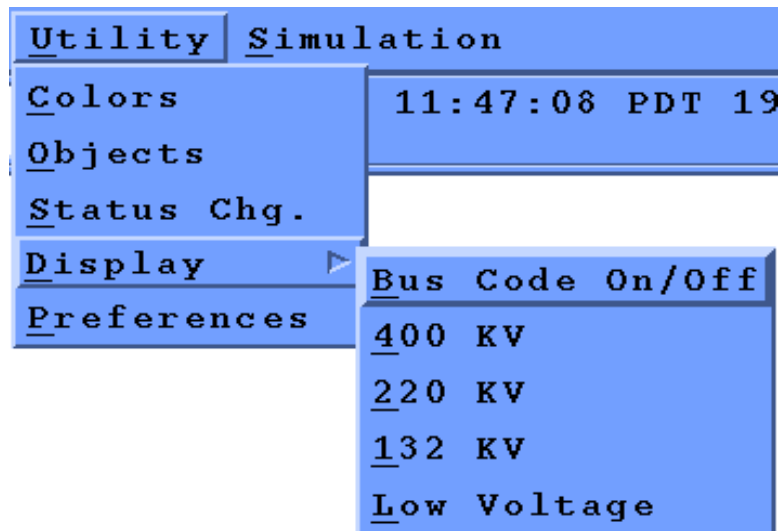 Utility Simulation
Colors
11:47:08 PDT 19
Objects
Status Chg.
Display
Preferences
Bus Code On/Off
400 KV
220 KV
132 KV
Low Voltage